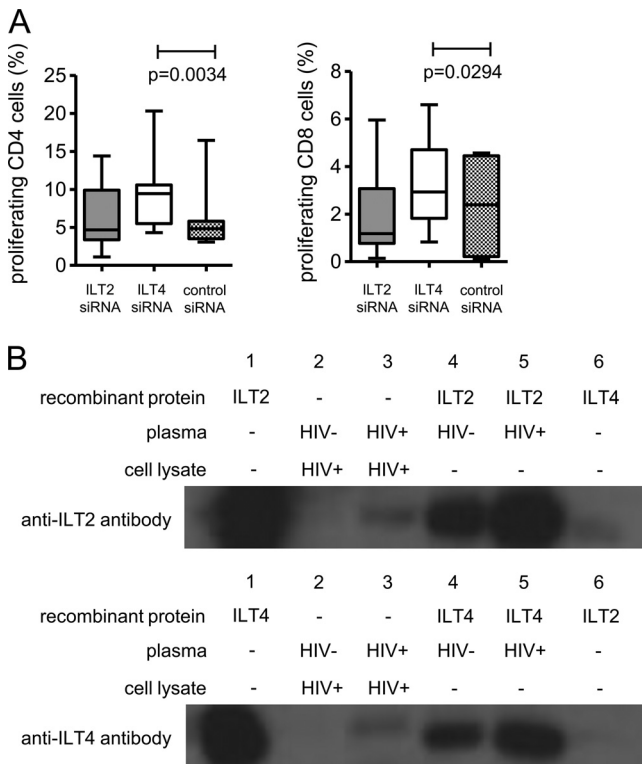 A
proliferating CD4 cells (%)
25
20
15
10
5
0
p=0.0034
ILT2 siRNA
ILT4 siRNA
control siRNA
proliferating CD8 cells (%)
8
6
4
2
0
p=0.0294
ILT2 siRNA
ILT4 siRNA
control siRNA
B
1 2 3 4 5 6
recombinant protein ILT2 - - ILT2 ILT2 ILT4
plasma - HIV- HIV+ HIV- HIV+ -
cell lysate - HIV+ HIV+ - - -
anti-ILT2 antibody
1 2 3 4 5 6
recombinant protein ILT4 - - ILT4 ILT4 ILT2
plasma - HIV- HIV+ HIV- HIV+ -
cell lysate - HIV+ HIV+ - - -
anti-ILT4 antibody